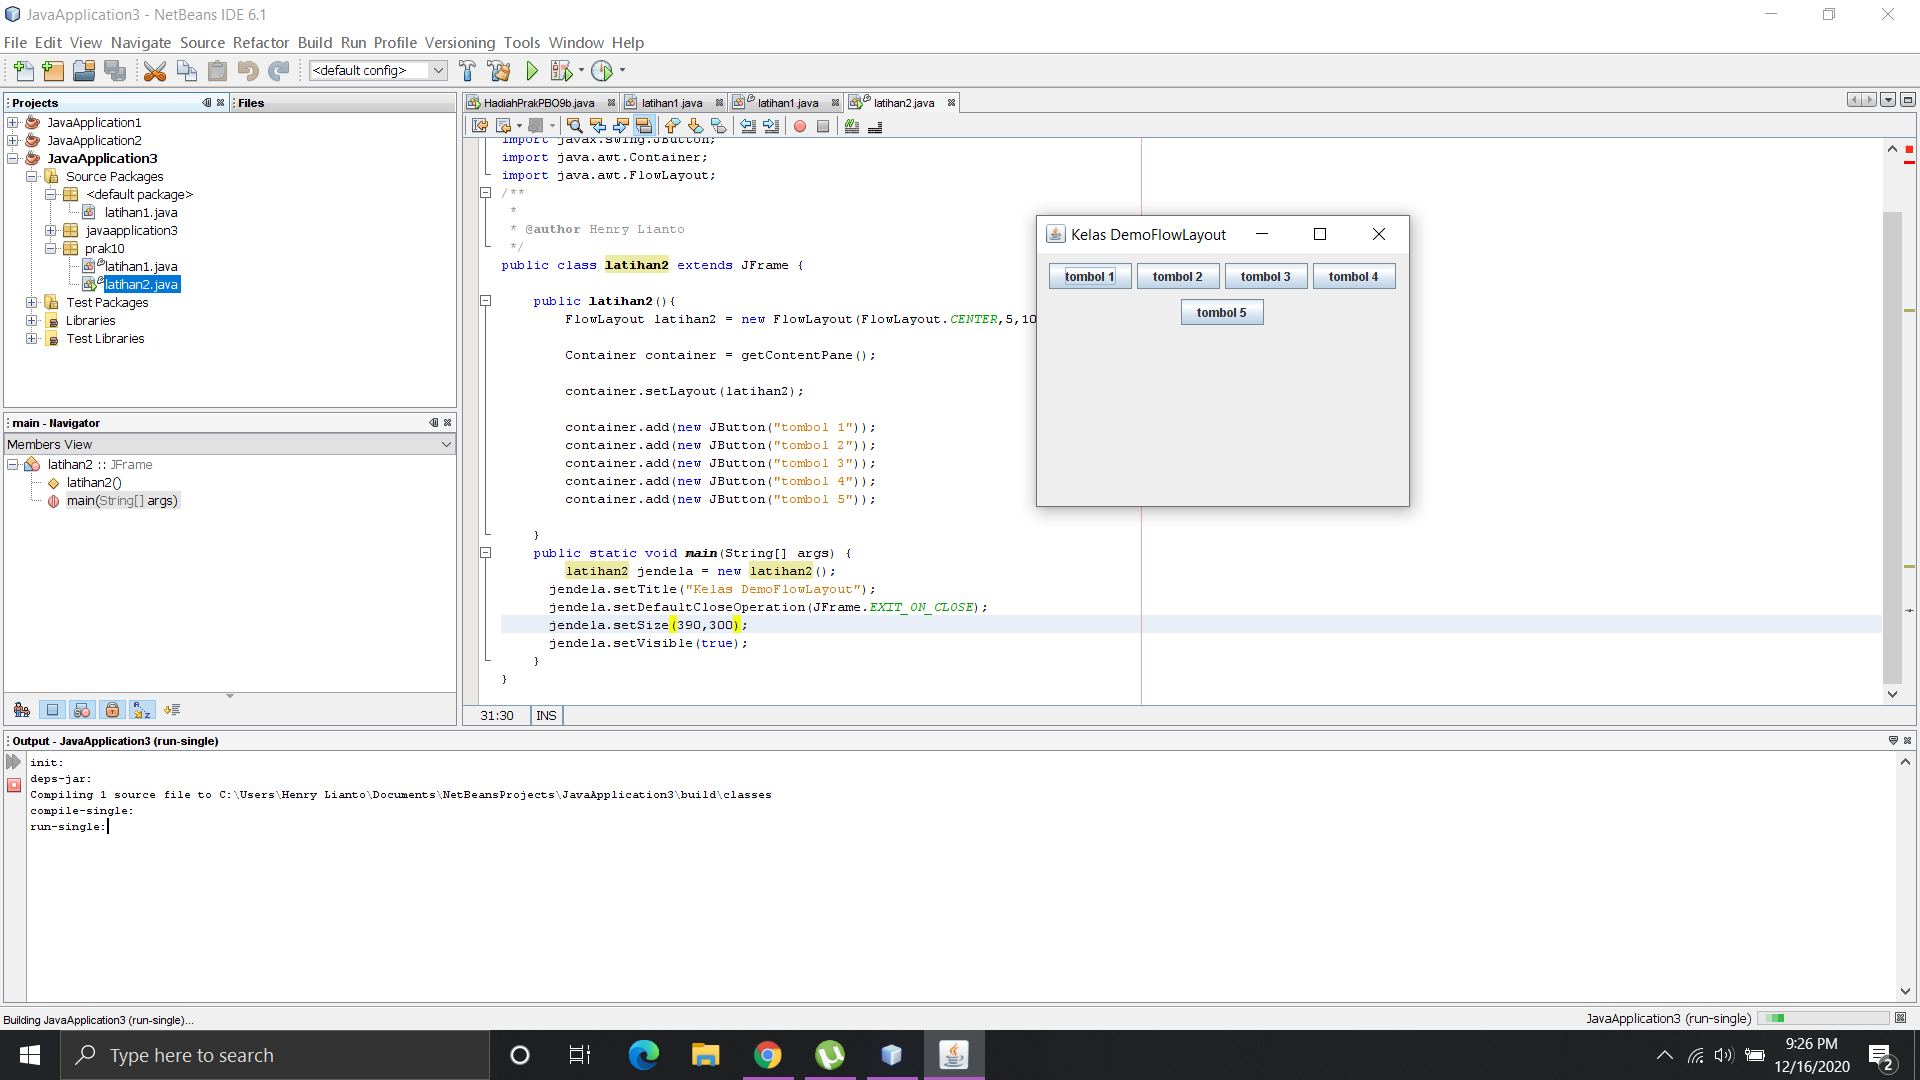 JavaApplication3 - NetBeans IDE 6.1
File Edit View Navigate Source Refactor Build Run Profile Versioning Tools Window Help
<default config>
Projects
Files
JavaApplication1
JavaApplication2
JavaApplication3
Source Packages
<default package>
latihan1.java
javaapplication3
prak10
latihan1.java
latihan2.java
Test Packages
Libraries
Test Libraries
main - Navigator
Members View
latihan2 :: JFrame
latihan2()
main(String[] args)
HadiahPrakPBO9b.java
latihan1.java
latihan1.java
latihan2.java
import javax.swing.JButton;
import java.awt.Container;
import java.awt.FlowLayout;
/**
*
* @author Henry Lianto
*/
public class latihan2 extends JFrame {
public latihan2(){
FlowLayout latihan2 = new FlowLayout(FlowLayout.CENTER,5,10
Container container = getContentPane();
container.setLayout(latihan2);
container.add(new JButton("tombol 1"));
container.add(new JButton("tombol 2"));
container.add(new JButton("tombol 3"));
container.add(new JButton("tombol 4"));
container.add(new JButton("tombol 5"));
}
public static void main(String[] args) {
latihan2 jendela = new latihan2();
jendela.setTitle("Kelas DemoFlowLayout");
jendela.setDefaultCloseOperation(JFrame.EXIT_ON_CLOSE);
jendela.setSize(390,300);
jendela.setVisible(true);
}
}
31:30 INS
Kelas DemoFlowLayout
tombol 1 tombol 2 tombol 3 tombol 4
tombol 5
Output - JavaApplication3 (run-single)
init:
deps-jar:
Compiling 1 source file to C:\Users\Henry Lianto\Documents\NetBeansProjects\JavaApplication3\build\classes
compile-single:
run-single:
Building JavaApplication3 (run-single)...
JavaApplication3 (run-single)
Type here to search
9:26 PM
12/16/2020
2